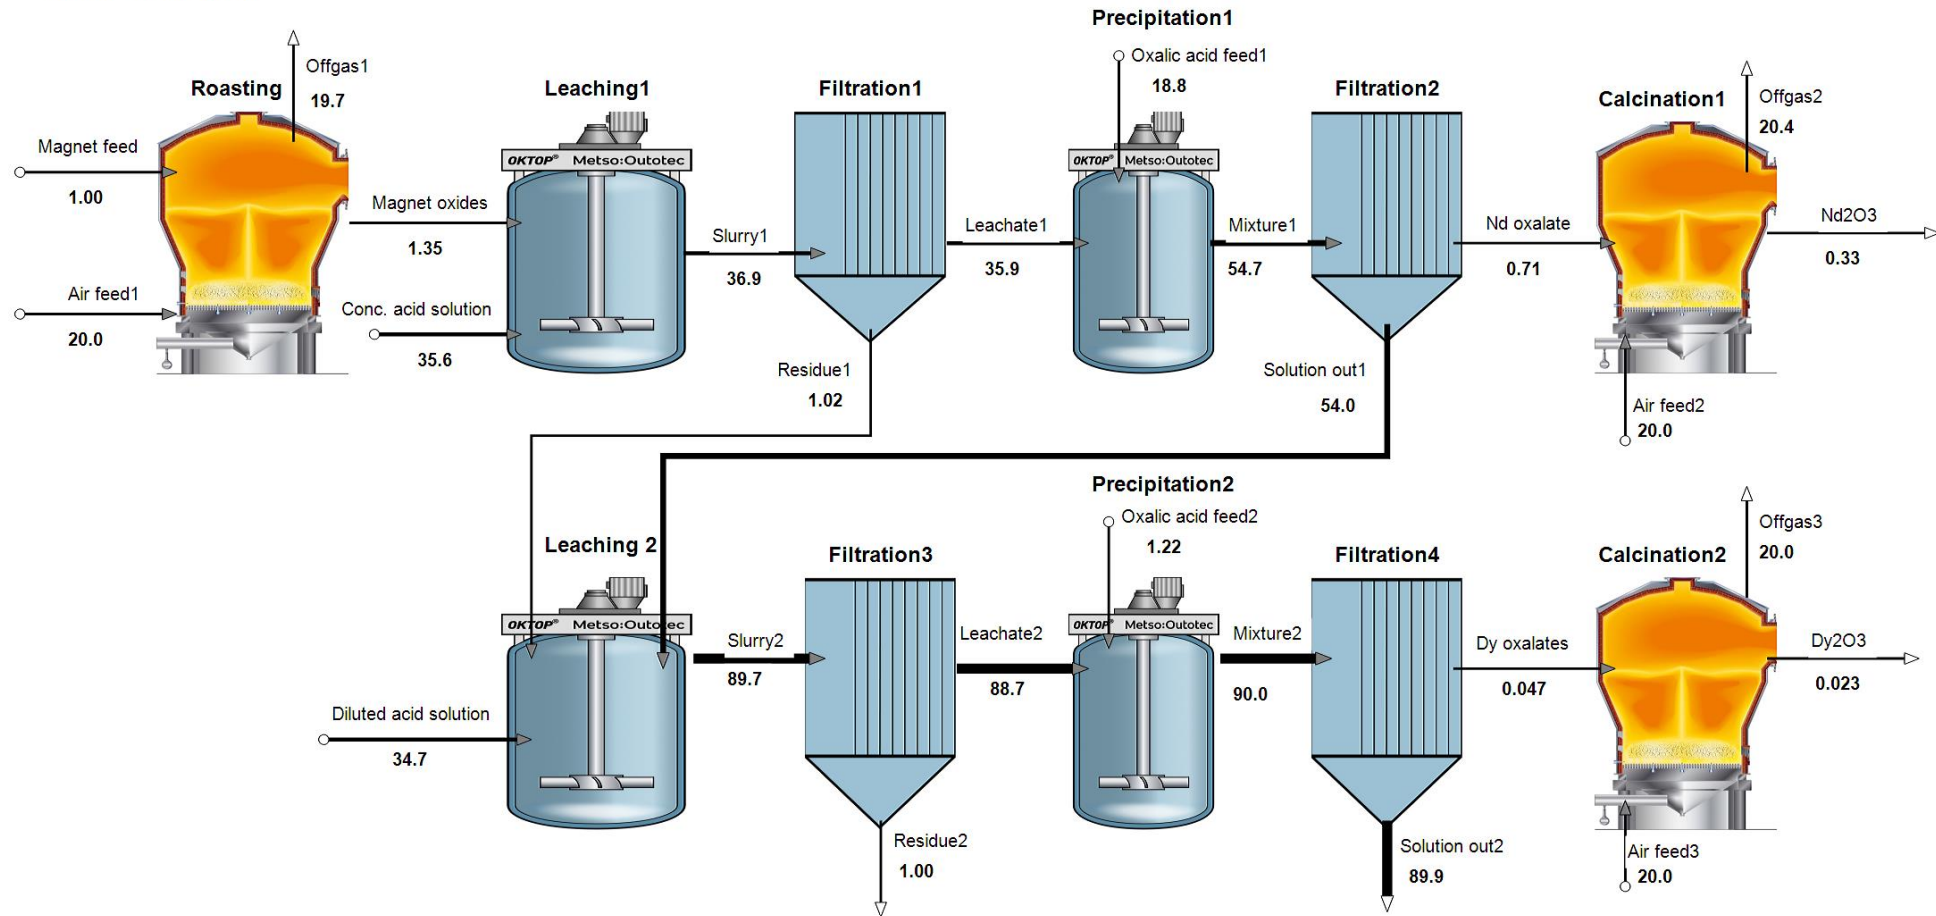 Precipitation1
Oxalic acid feed1
18.8
Offgas1
19.7
Roasting
Leaching1
Filtration1
Filtration2
Calcination1
Offgas2
20.4
Magnet feed
1.00
OKTOP® Metso:Outotec
OKTOP® Metso:Outotec
Magnet oxides
1.35
Slurry1
36.9
Leachate1
35.9
Mixture1
54.7
Nd oxalate
0.71
Nd2O3
0.33
Air feed1
20.0
Conc. acid solution
35.6
Residue1
1.02
Solution out1
54.0
Air feed2
20.0
Precipitation2
Oxalic acid feed2
1.22
Leaching 2
Filtration3
Filtration4
Calcination2
Offgas3
20.0
OKTOP® Metso:Outotec
OKTOP® Metso:Outotec
Slurry2
89.7
Leachate2
88.7
Mixture2
90.0
Dy oxalates
0.047
Dy2O3
0.023
Diluted acid solution
34.7
Residue2
1.00
Solution out2
89.9
Air feed3
20.0